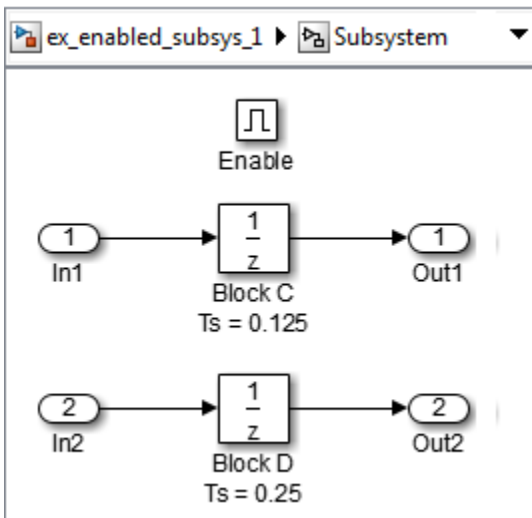 ex_enabled_subsys_1 Subsystem
Enable
1
In1
1
z
Block C
Ts = 0.125
1
Out1
2
In2
1
z
Block D
Ts = 0.25
2
Out2